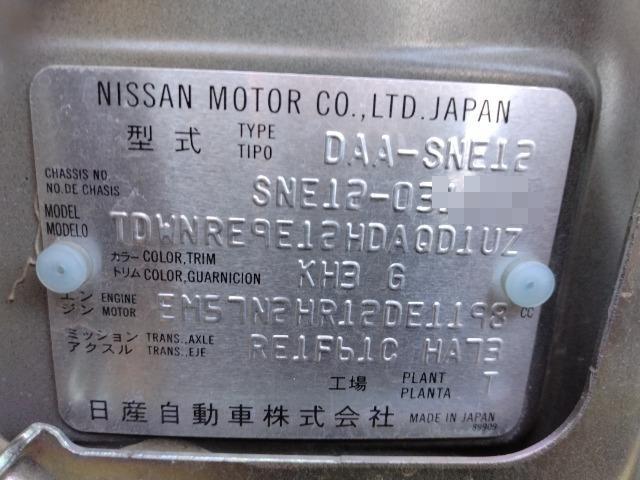 NISSAN MOTOR CO.,LTD.JAPAN
型式 TYPE TIPO DAA-SNE12
CHASSIS NO. NO.DE CHASIS SNE12-03
MODEL MODELO TDWNRE9E12HDAQD1UZ
カラー COLOR,TRIM
トリム COLOR,GUARNICION KH3 G
エンジン ENGINE MOTOR EM57N2HR12DE1198 CC
ミッション アクスル TRANS.,AXLE TRANS.,EJE RE1F61C HA73
工場 PLANT PLANTA T
日産自動車株式会社 MADE IN JAPAN
89909